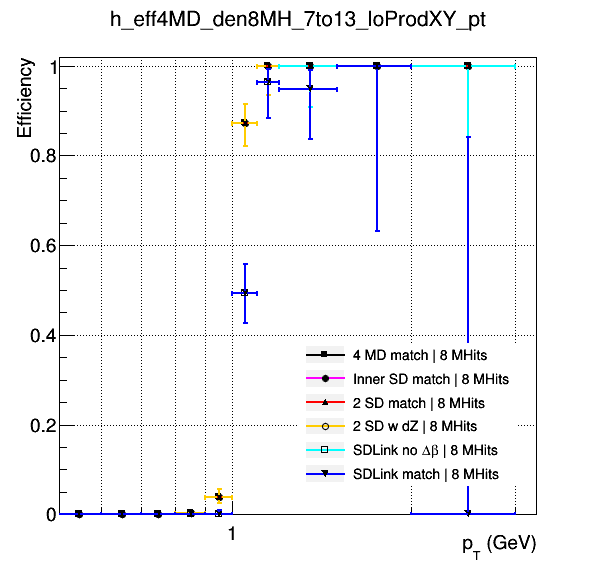 h_eff4MD_den8MH_7to13_loProdXY_pt
Efficiency
1
0.8
0.6
0.4
0.2
0
4 MD match | 8 MHits
Inner SD match | 8 MHits
2 SD match | 8 MHits
2 SD w dZ | 8 MHits
SDLink no Δβ | 8 MHits
SDLink match | 8 MHits
1
p_T (GeV)